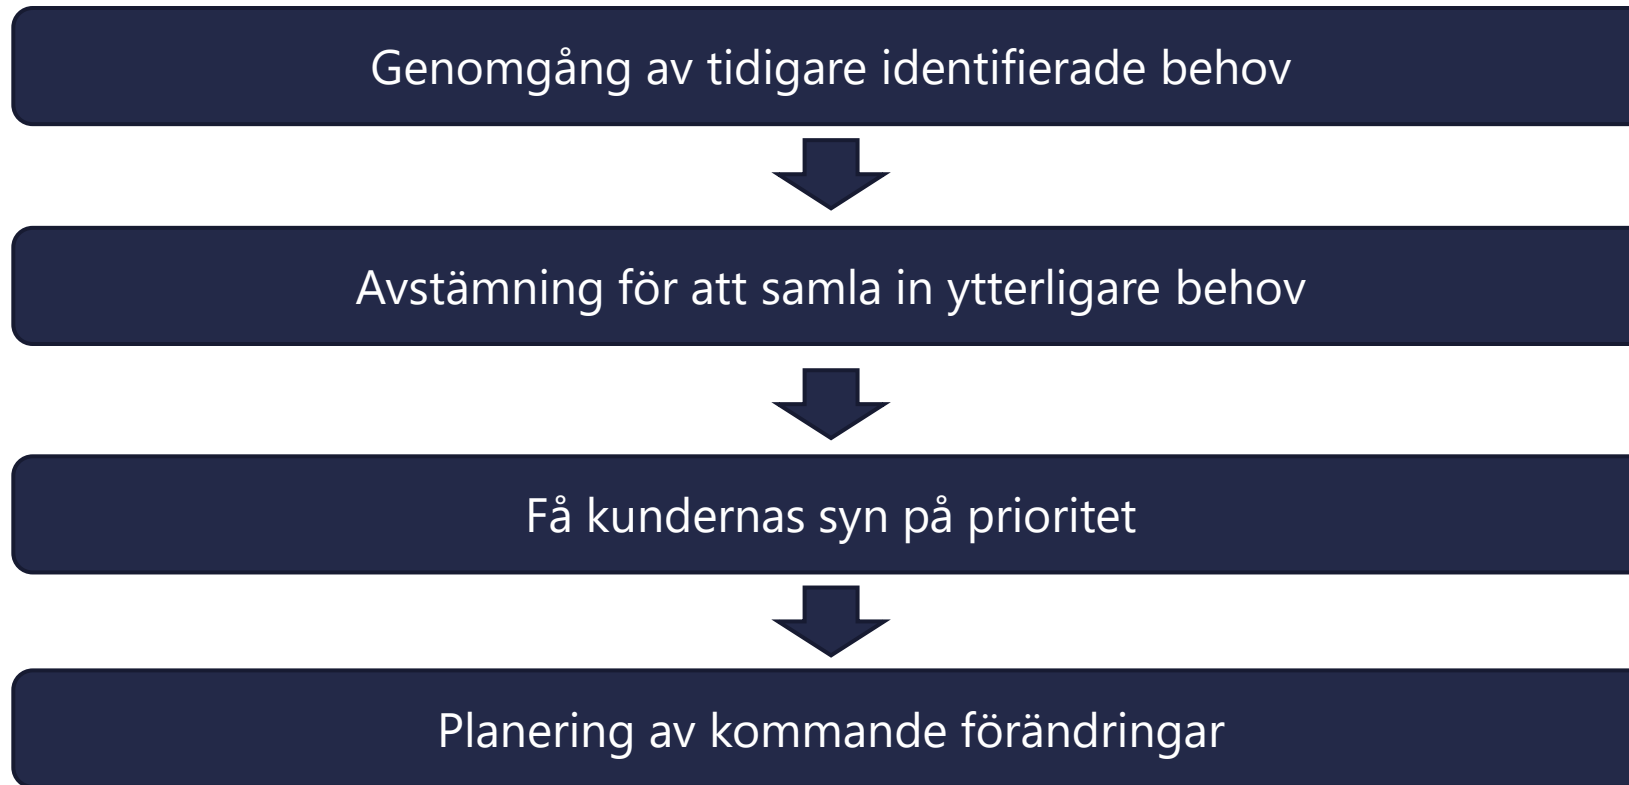 Genomgång av tidigare identifierade behov
Avstämning för att samla in ytterligare behov
Få kundernas syn på prioritet
Planering av kommande förändringar